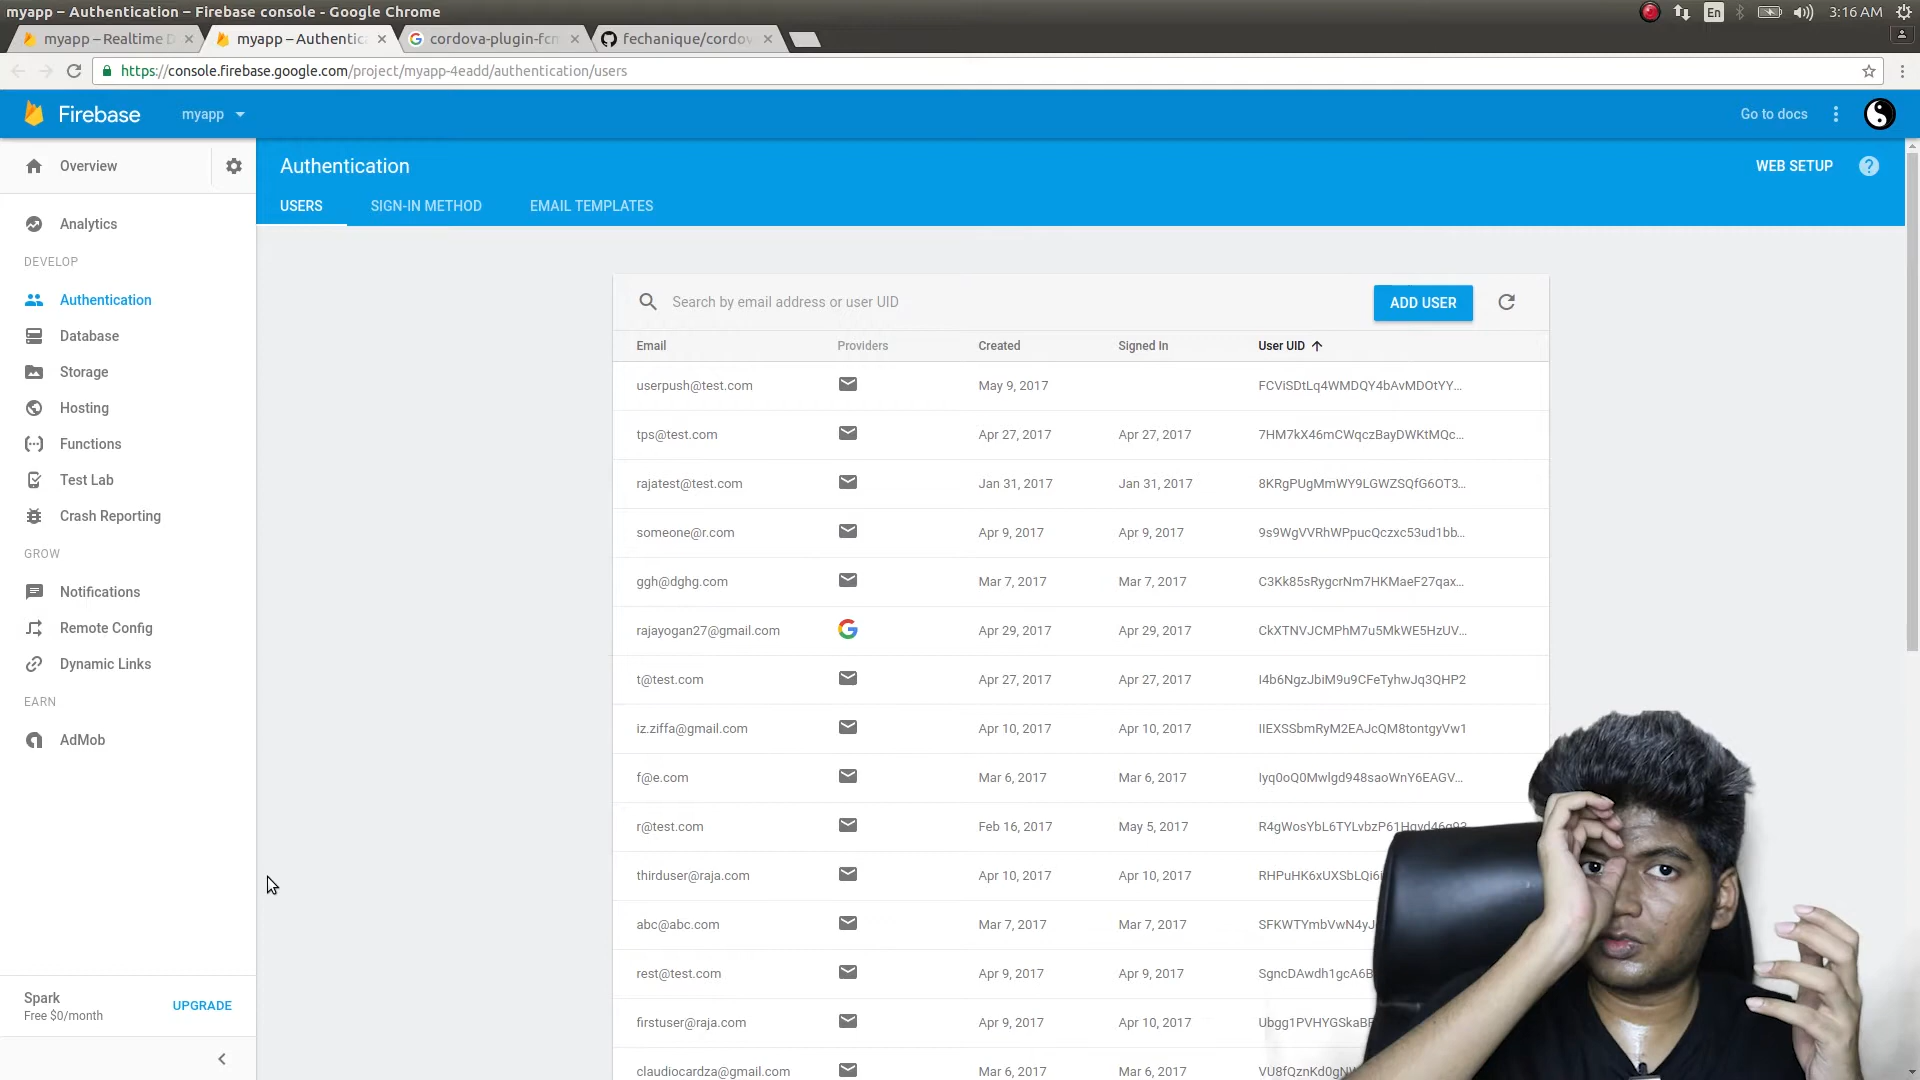 myapp – Authentication – Firebase console - Google Chrome
En
3:16 AM
myapp – Realtime D
myapp – Authentic
cordova-plugin-fcm
fechanique/cordov
https://console.firebase.google.com/project/myapp-4eadd/authentication/users
Firebase
myapp
Go to docs
Overview
Authentication
WEB SETUP
?
USERS
SIGN-IN METHOD
EMAIL TEMPLATES
Analytics
DEVELOP
Authentication
Database
Storage
Hosting
Functions
Test Lab
Crash Reporting
GROW
Notifications
Remote Config
Dynamic Links
EARN
AdMob
Spark
Free $0/month
UPGRADE
Search by email address or user UID
ADD USER
Email Providers Created Signed In User UID
userpush@test.com May 9, 2017 FCViSDtLq4WMDQY4bAvMDOtYY...
tps@test.com Apr 27, 2017 Apr 27, 2017 7HM7kX46mCWqczBayDWKtMQc...
rajatest@test.com Jan 31, 2017 Jan 31, 2017 8KRgPUgMmWY9LGWZSQfG6OT3...
someone@r.com Apr 9, 2017 Apr 9, 2017 9s9WgVVRhWPpucQczxc53ud1bb...
ggh@dghg.com Mar 7, 2017 Mar 7, 2017 C3Kk85sRygcrNm7HKMaeF27qax...
rajayogan27@gmail.com Apr 29, 2017 Apr 29, 2017 CkXTNVJCMPhM7u5MkWE5HzUV...
t@test.com Apr 27, 2017 Apr 27, 2017 I4b6NgzJbiM9u9CFeTyhwJq3QHP2
iz.ziffa@gmail.com Apr 10, 2017 Apr 10, 2017 IIEXSSbmRyM2EAJcQM8tontgyVw1
f@e.com Mar 6, 2017 Mar 6, 2017 Iyq0oQ0Mwlgd948saoWnY6EAGV...
r@test.com Feb 16, 2017 May 5, 2017
thirduser@raja.com Apr 10, 2017 Apr 10, 2017
abc@abc.com Mar 7, 2017 Mar 7, 2017
rest@test.com Apr 9, 2017 Apr 9, 2017
firstuser@raja.com Apr 9, 2017 Apr 10, 2017
claudiocardza@gmail.com Mar 6, 2017 Mar 6, 2017